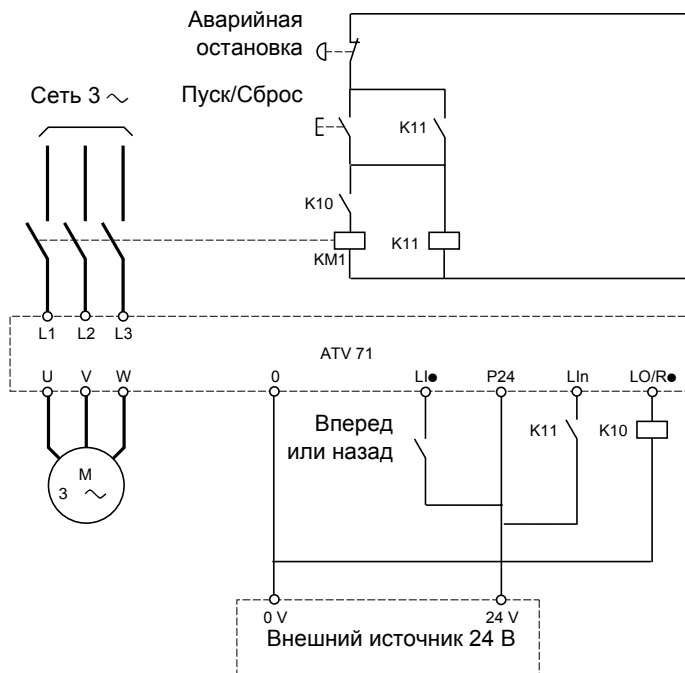 Аварийная
остановка
Сеть 3 ~
Пуск/Сброс
K11
K10
KM1
K11
L1 L2 L3
ATV 71
U V W 0 LI● P24 LIn LO/R●
Вперед
или назад
K11 K10
M
3 ~
0 V 24 V
Внешний источник 24 В